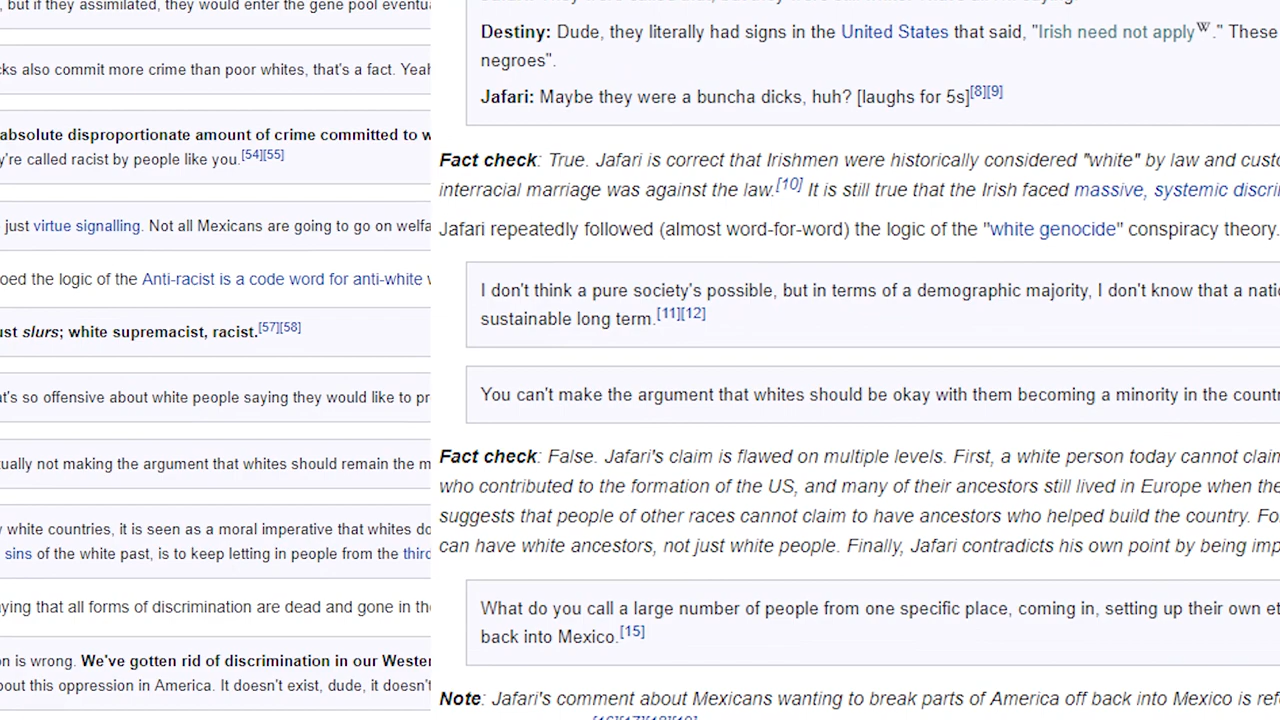 , but if they assimilated, they would enter the gene pool eventu
cks also commit more crime than poor whites, that's a fact. Yeah
absolute disproportionate amount of crime committed to w
y're called racist by people like you.[54][55]
just virtue signalling. Not all Mexicans are going to go on welfa
oed the logic of the Anti-racist is a code word for anti-white
ust slurs; white supremacist, racist.[57][58]
at's so offensive about white people saying they would like to pr
tually not making the argument that whites should remain the m
white countries, it is seen as a moral imperative that whites do
sins of the white past, is to keep letting in people from the third
ying that all forms of discrimination are dead and gone in the
on is wrong. We've gotten rid of discrimination in our Wester
out this oppression in America. It doesn't exist, dude, it doesn't
Destiny: Dude, they literally had signs in the United States that said, "Irish need not applyW." These
negroes".
Jafari: Maybe they were a buncha dicks, huh? [laughs for 5s][8][9]
Fact check: True. Jafari is correct that Irishmen were historically considered "white" by law and custo
interracial marriage was against the law.[10] It is still true that the Irish faced massive, systemic discri
Jafari repeatedly followed (almost word-for-word) the logic of the "white genocide" conspiracy theory.
I don't think a pure society's possible, but in terms of a demographic majority, I don't know that a nati
sustainable long term.[11][12]
You can't make the argument that whites should be okay with them becoming a minority in the countr
Fact check: False. Jafari's claim is flawed on multiple levels. First, a white person today cannot claim
who contributed to the formation of the US, and many of their ancestors still lived in Europe when the
suggests that people of other races cannot claim to have ancestors who helped build the country. Fo
can have white ancestors, not just white people. Finally, Jafari contradicts his own point by being imp
What do you call a large number of people from one specific place, coming in, setting up their own et
back into Mexico.[15]
Note: Jafari's comment about Mexicans wanting to break parts of America off back into Mexico is refe